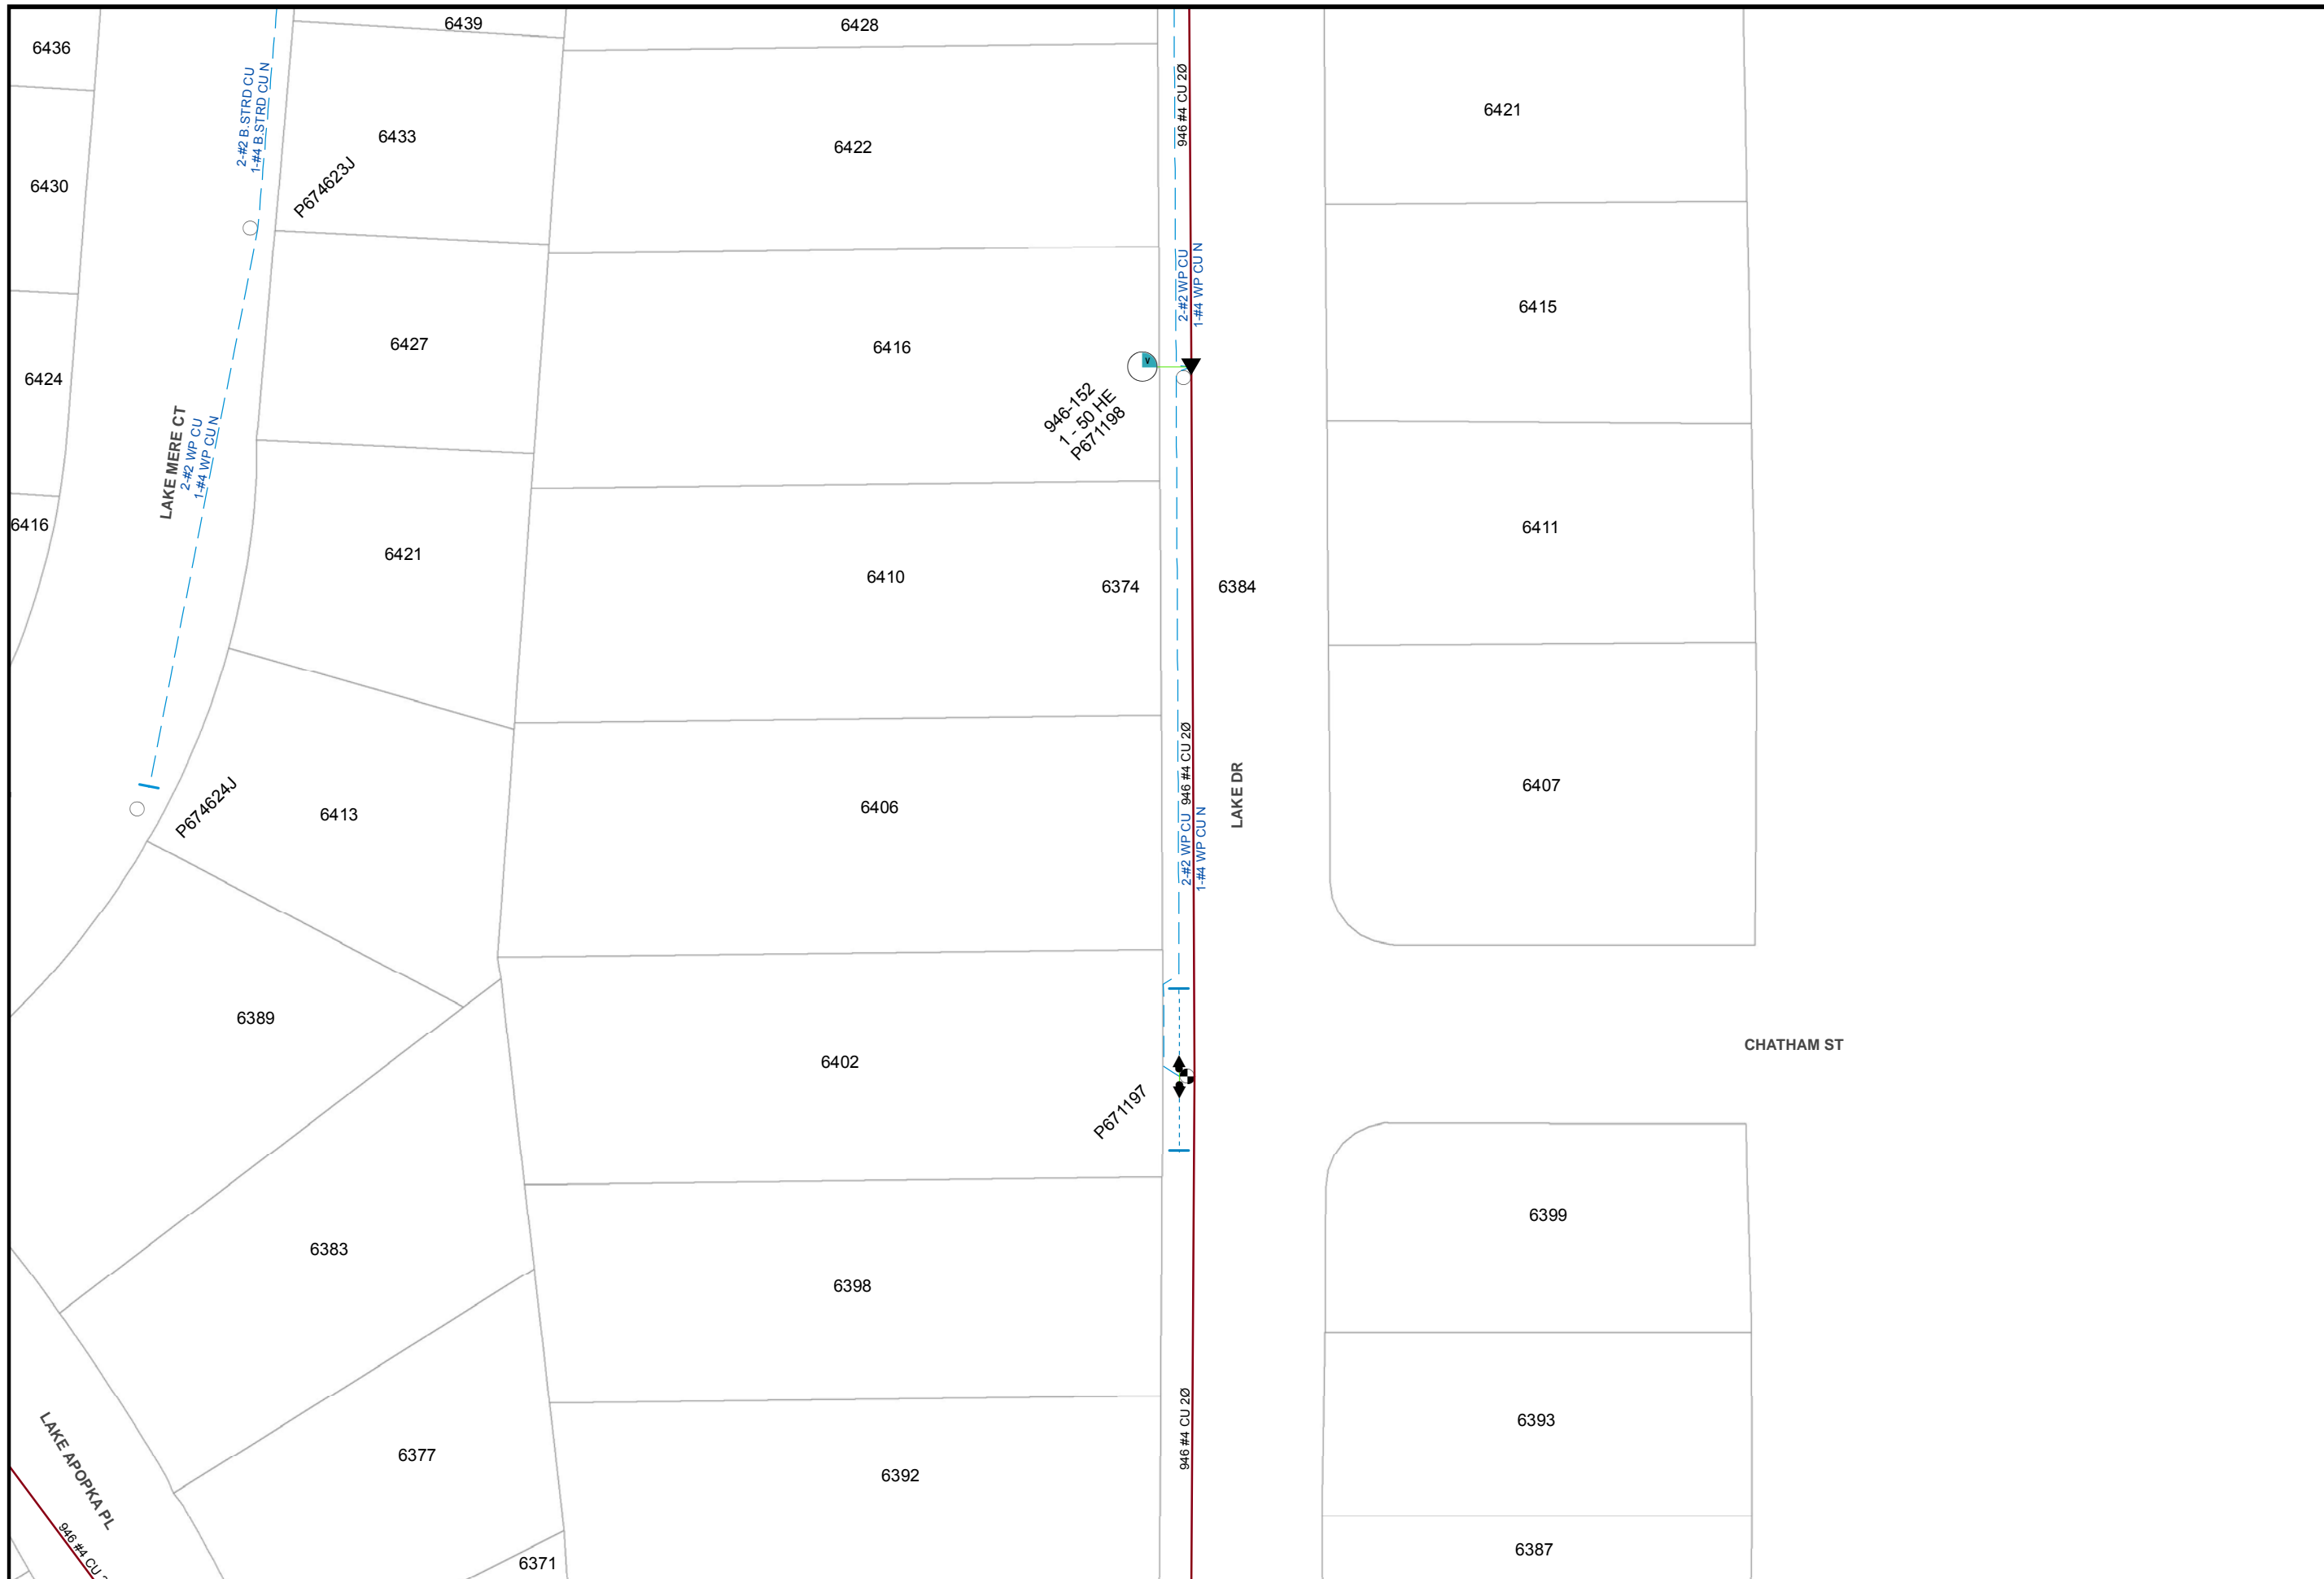 6439
6428
6436
2-#2 B.STRD CU
1-#4 B.STRD CU N
946 #4 CU 2Ø
6421
6433
6422
6430
P674623J
2-#2 WP CU
1-#4 WP CU N
6415
6427
6416
V
6424
946-152
1 - 50 HE
P671198
LAKE MERE CT
2-#2 WP CU
1-#4 WP CU N
6416
6411
6421
6410
6374
6384
946 #4 CU 2Ø
LAKE DR
6407
P674624J
6413
6406
2-#2 WP CU
1-#4 WP CU N
6389
CHATHAM ST
6402
P671197
6399
6383
6398
946 #4 CU 2Ø
6393
LAKE APOPKA PL
6377
6392
946 #4 CU
6387
6371